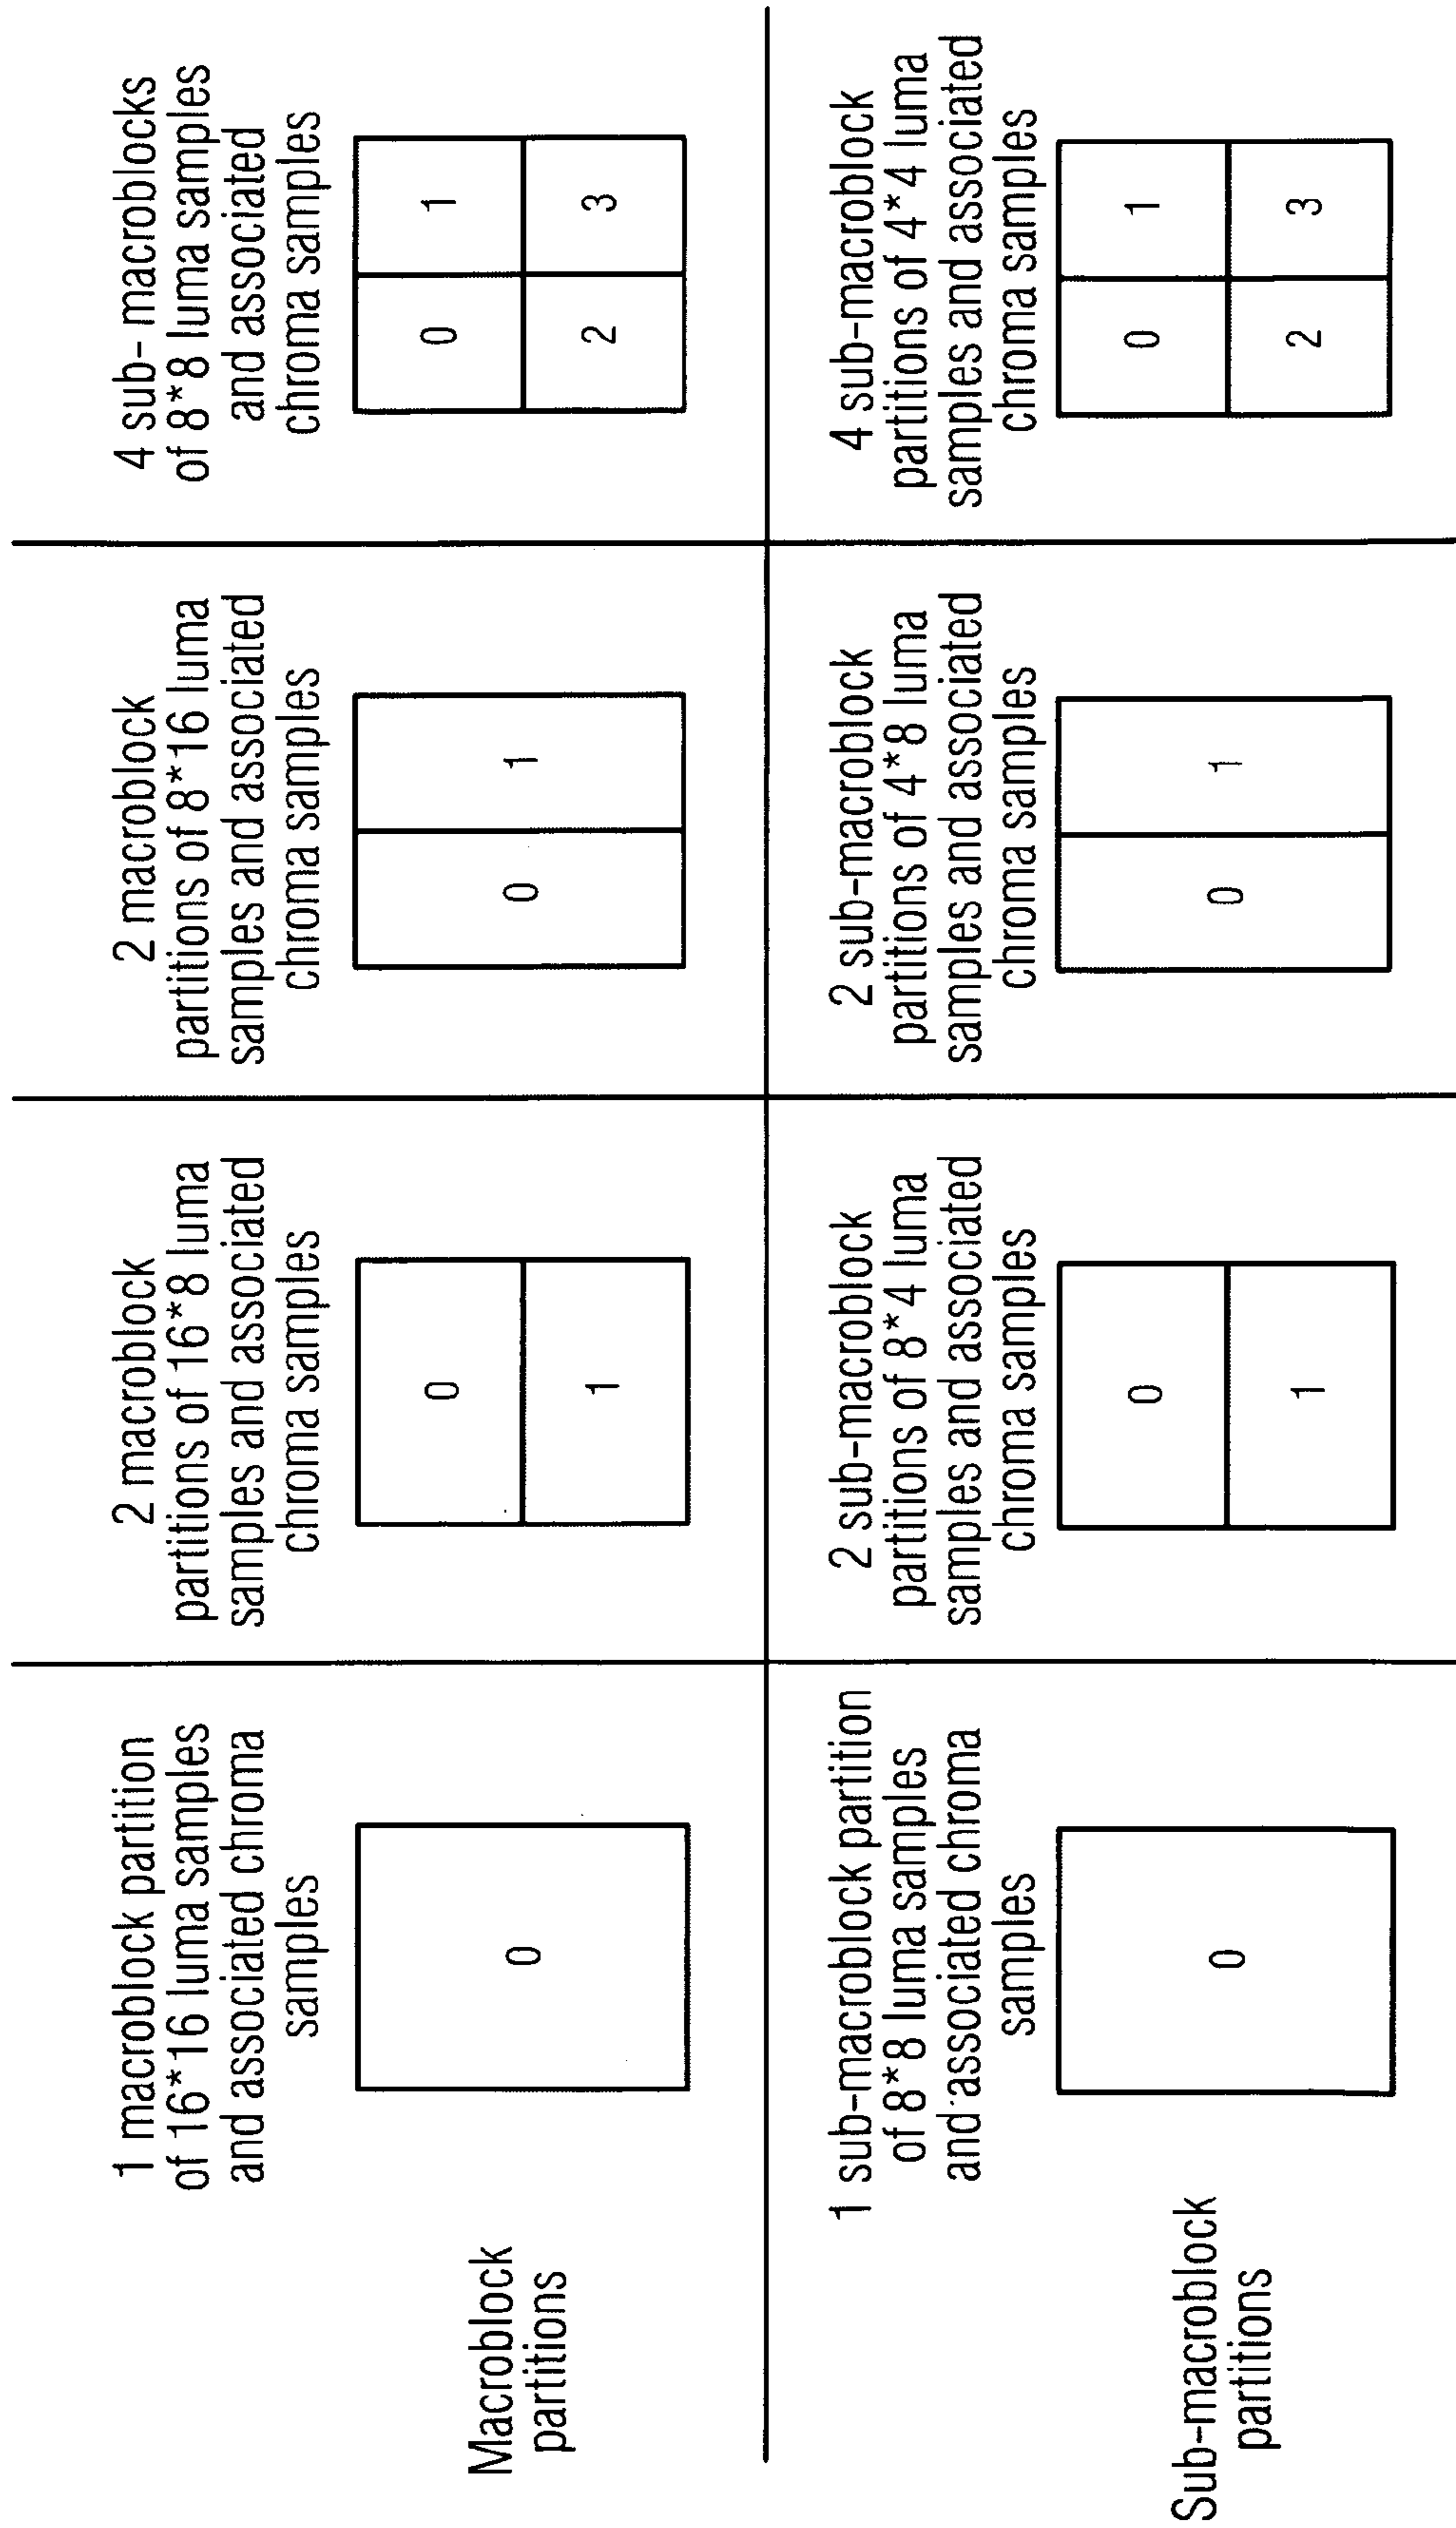 1 macroblock partition
of 16*16 luma samples
and associated chroma
samples
2 macroblock
partitions of 16*8 luma
samples and associated
chroma samples
2 macroblock
partitions of 8*16 luma
samples and associated
chroma samples
4 sub- macroblocks
of 8*8 luma samples
and associated
chroma samples
Macroblock
partitions
0
0
1
0
1
0
1
2
3
1 sub-macroblock partition
of 8*8 luma samples
and associated chroma
samples
2 sub-macroblock
partitions of 8*4 luma
samples and associated
chroma samples
2 sub-macroblock
partitions of 4*8 luma
samples and associated
chroma samples
4 sub-macroblock
partitions of 4*4 luma
samples and associated
chroma samples
Sub-macroblock
partitions
0
0
1
0
1
0
1
2
3